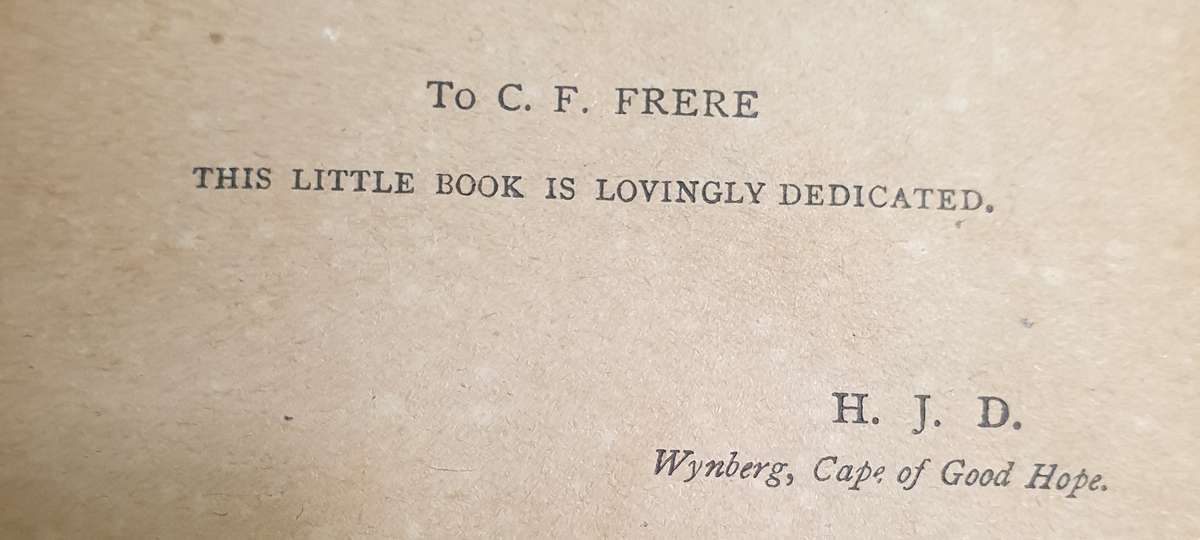 To C. F. FRERE
THIS LITTLE BOOK IS LOVINGLY DEDICATED.
H. J. D.
Wynberg, Cape of Good Hope.